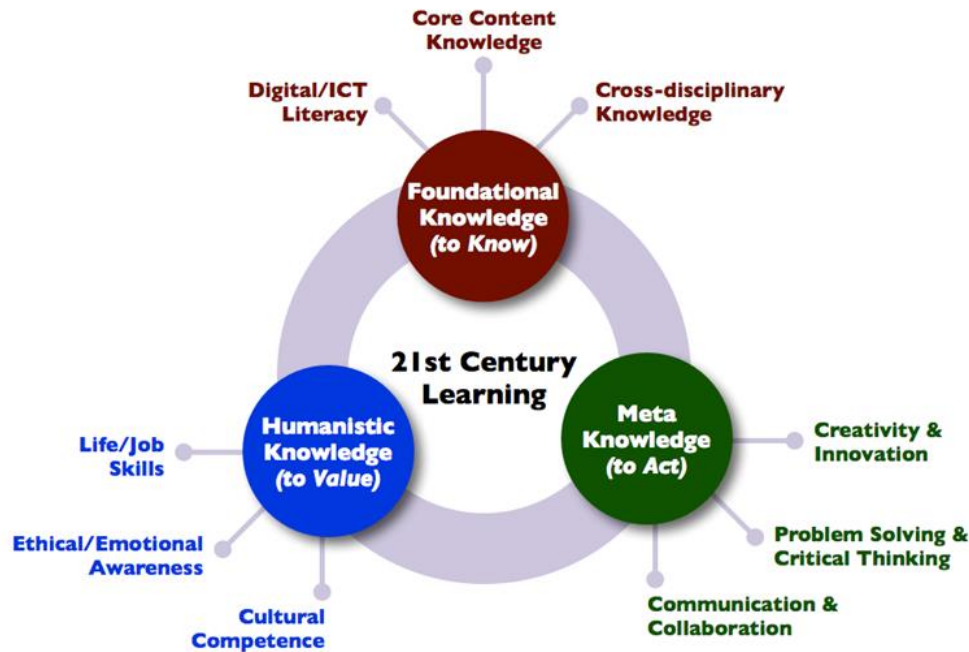 Core Content
Knowledge
Digital/ICT
Literacy
Cross-disciplinary
Knowledge
Foundational
Knowledge
(to Know)
21st Century
Learning
Humanistic
Knowledge
(to Value)
Meta
Knowledge
(to Act)
Life/Job
Skills
Ethical/Emotional
Awareness
Cultural
Competence
Creativity &
Innovation
Problem Solving &
Critical Thinking
Communication &
Collaboration